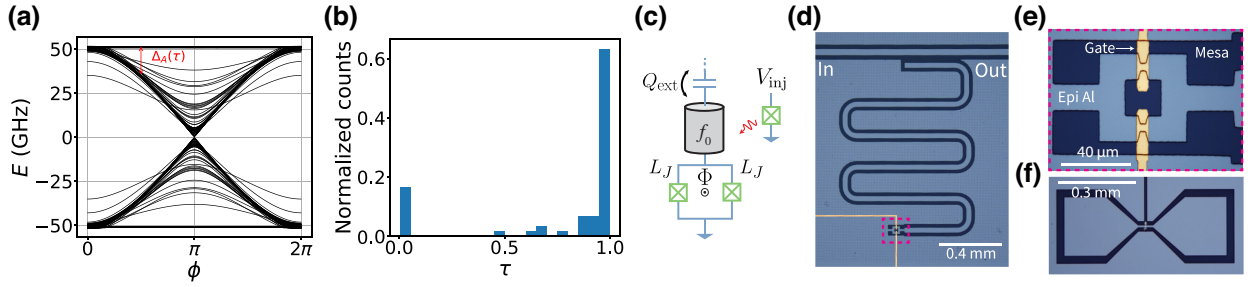 (a)
E (GHz)
50
25
0
−25
−50
Δ_A(τ)
0
π
2π
ϕ
(b)
Normalized counts
0.6
0.4
0.2
0.0
0.0
0.5
1.0
τ
(c)
Q_ext
V_inj
f_0
L_J
Φ
L_J
(d)
In
Out
0.4 mm
(e)
Gate
Mesa
Epi Al
40 µm
(f)
0.3 mm